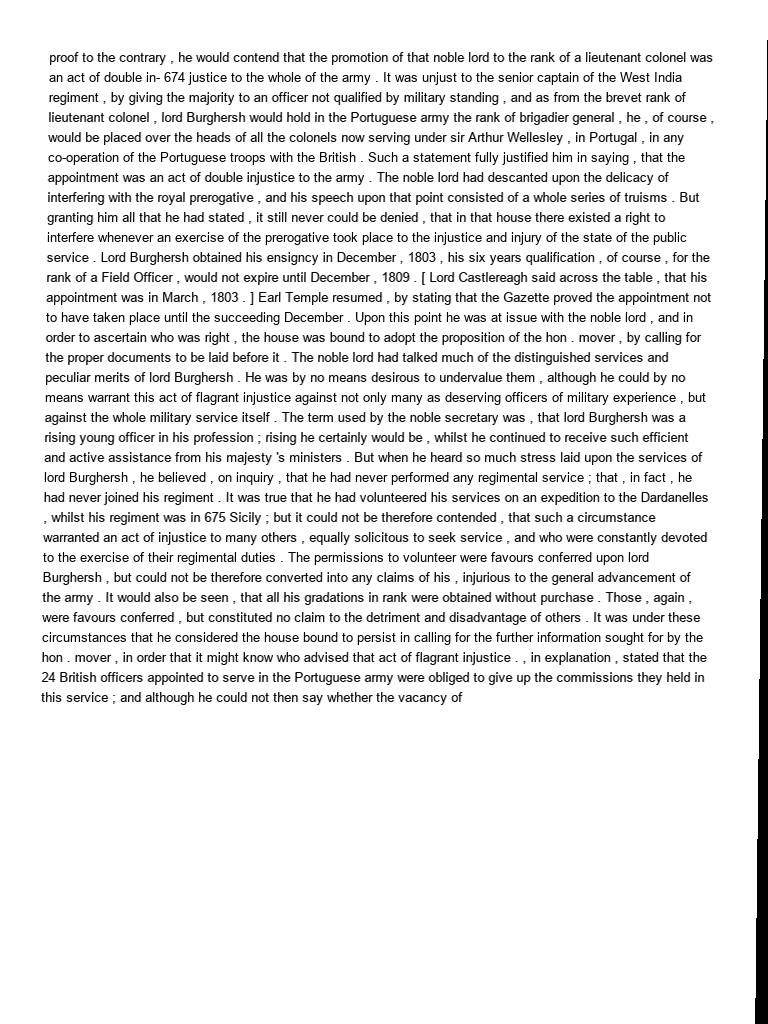 proof to the contrary , he would contend that the promotion of that noble lord to the rank of a lieutenant colonel was
an act of double in- 674 justice to the whole of the army . It was unjust to the senior captain of the West India
regiment , by giving the majority to an officer not qualified by military standing , and as from the brevet rank of
lieutenant colonel , lord Burghersh would hold in the Portuguese army the rank of brigadier general , he , of course ,
would be placed over the heads of all the colonels now serving under sir Arthur Wellesley , in Portugal , in any
co-operation of the Portuguese troops with the British . Such a statement fully justified him in saying , that the
appointment was an act of double injustice to the army . The noble lord had descanted upon the delicacy of
interfering with the royal prerogative , and his speech upon that point consisted of a whole series of truisms . But
granting him all that he had stated , it still never could be denied , that in that house there existed a right to
interfere whenever an exercise of the prerogative took place to the injustice and injury of the state of the public
service . Lord Burghersh obtained his ensigncy in December , 1803 , his six years qualification , of course , for the
rank of a Field Officer , would not expire until December , 1809 . [ Lord Castlereagh said across the table , that his
appointment was in March , 1803 . ] Earl Temple resumed , by stating that the Gazette proved the appointment not
to have taken place until the succeeding December . Upon this point he was at issue with the noble lord , and in
order to ascertain who was right , the house was bound to adopt the proposition of the hon . mover , by calling for
the proper documents to be laid before it . The noble lord had talked much of the distinguished services and
peculiar merits of lord Burghersh . He was by no means desirous to undervalue them , although he could by no
means warrant this act of flagrant injustice against not only many as deserving officers of military experience , but
against the whole military service itself . The term used by the noble secretary was , that lord Burghersh was a
rising young officer in his profession ; rising he certainly would be , whilst he continued to receive such efficient
and active assistance from his majesty 's ministers . But when he heard so much stress laid upon the services of
lord Burghersh , he believed , on inquiry , that he had never performed any regimental service ; that , in fact , he
had never joined his regiment . It was true that he had volunteered his services on an expedition to the Dardanelles
, whilst his regiment was in 675 Sicily ; but it could not be therefore contended , that such a circumstance
warranted an act of injustice to many others , equally solicitous to seek service , and who were constantly devoted
to the exercise of their regimental duties . The permissions to volunteer were favours conferred upon lord
Burghersh , but could not be therefore converted into any claims of his , injurious to the general advancement of
the army . It would also be seen , that all his gradations in rank were obtained without purchase . Those , again ,
were favours conferred , but constituted no claim to the detriment and disadvantage of others . It was under these
circumstances that he considered the house bound to persist in calling for the further information sought for by the
hon . mover , in order that it might know who advised that act of flagrant injustice . , in explanation , stated that the
24 British officers appointed to serve in the Portuguese army were obliged to give up the commissions they held in
this service ; and although he could not then say whether the vacancy of